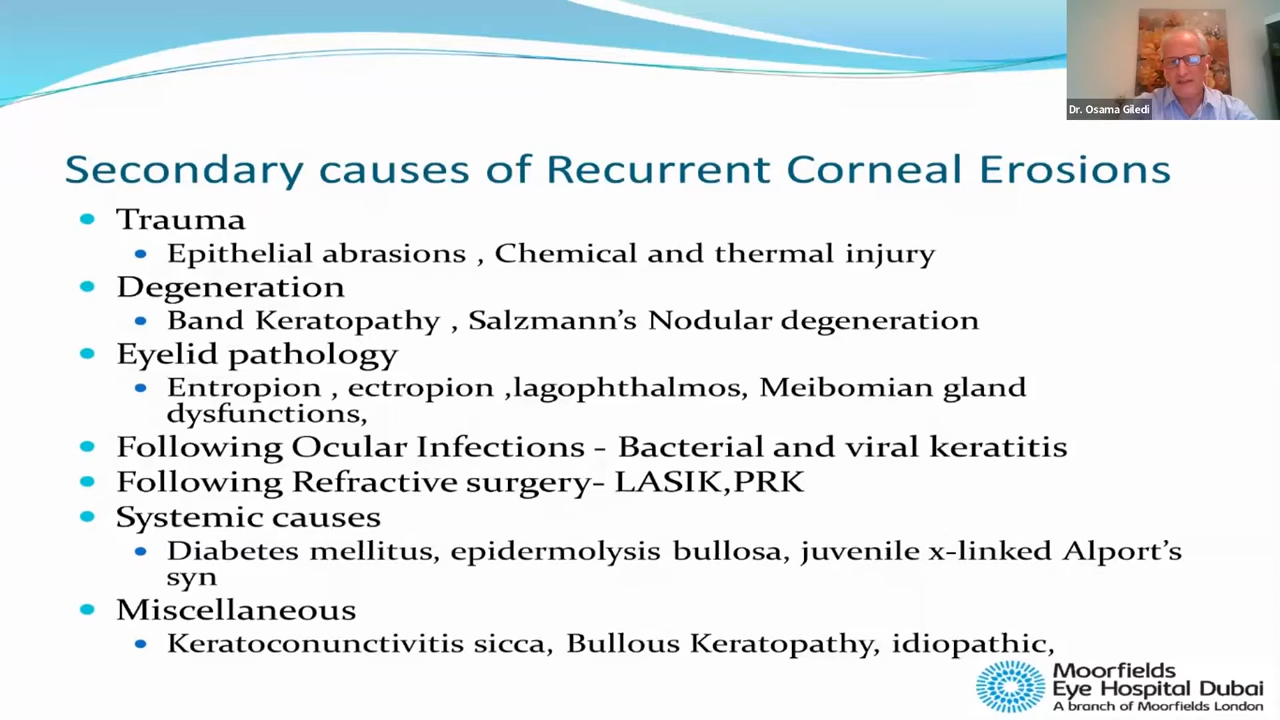 Dr. Osama Giledi
Secondary causes of Recurrent Corneal Erosions
Trauma
Epithelial abrasions , Chemical and thermal injury
Degeneration
Band Keratopathy , Salzmann's Nodular degeneration
Eyelid pathology
Entropion , ectropion ,lagophthalmos, Meibomian gland
dysfunctions,
Following Ocular Infections - Bacterial and viral keratitis
Following Refractive surgery- LASIK,PRK
Systemic causes
Diabetes mellitus, epidermolysis bullosa, juvenile x-linked Alport's
syn
Miscellaneous
Keratoconunctivitis sicca, Bullous Keratopathy, idiopathic,
Moorfields
Eye Hospital Dubai
A branch of Moorfields London